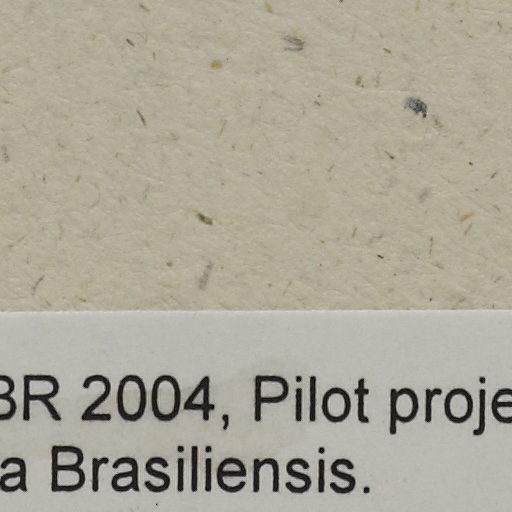 BR 2004, Pilot proje
a Brasiliensis.